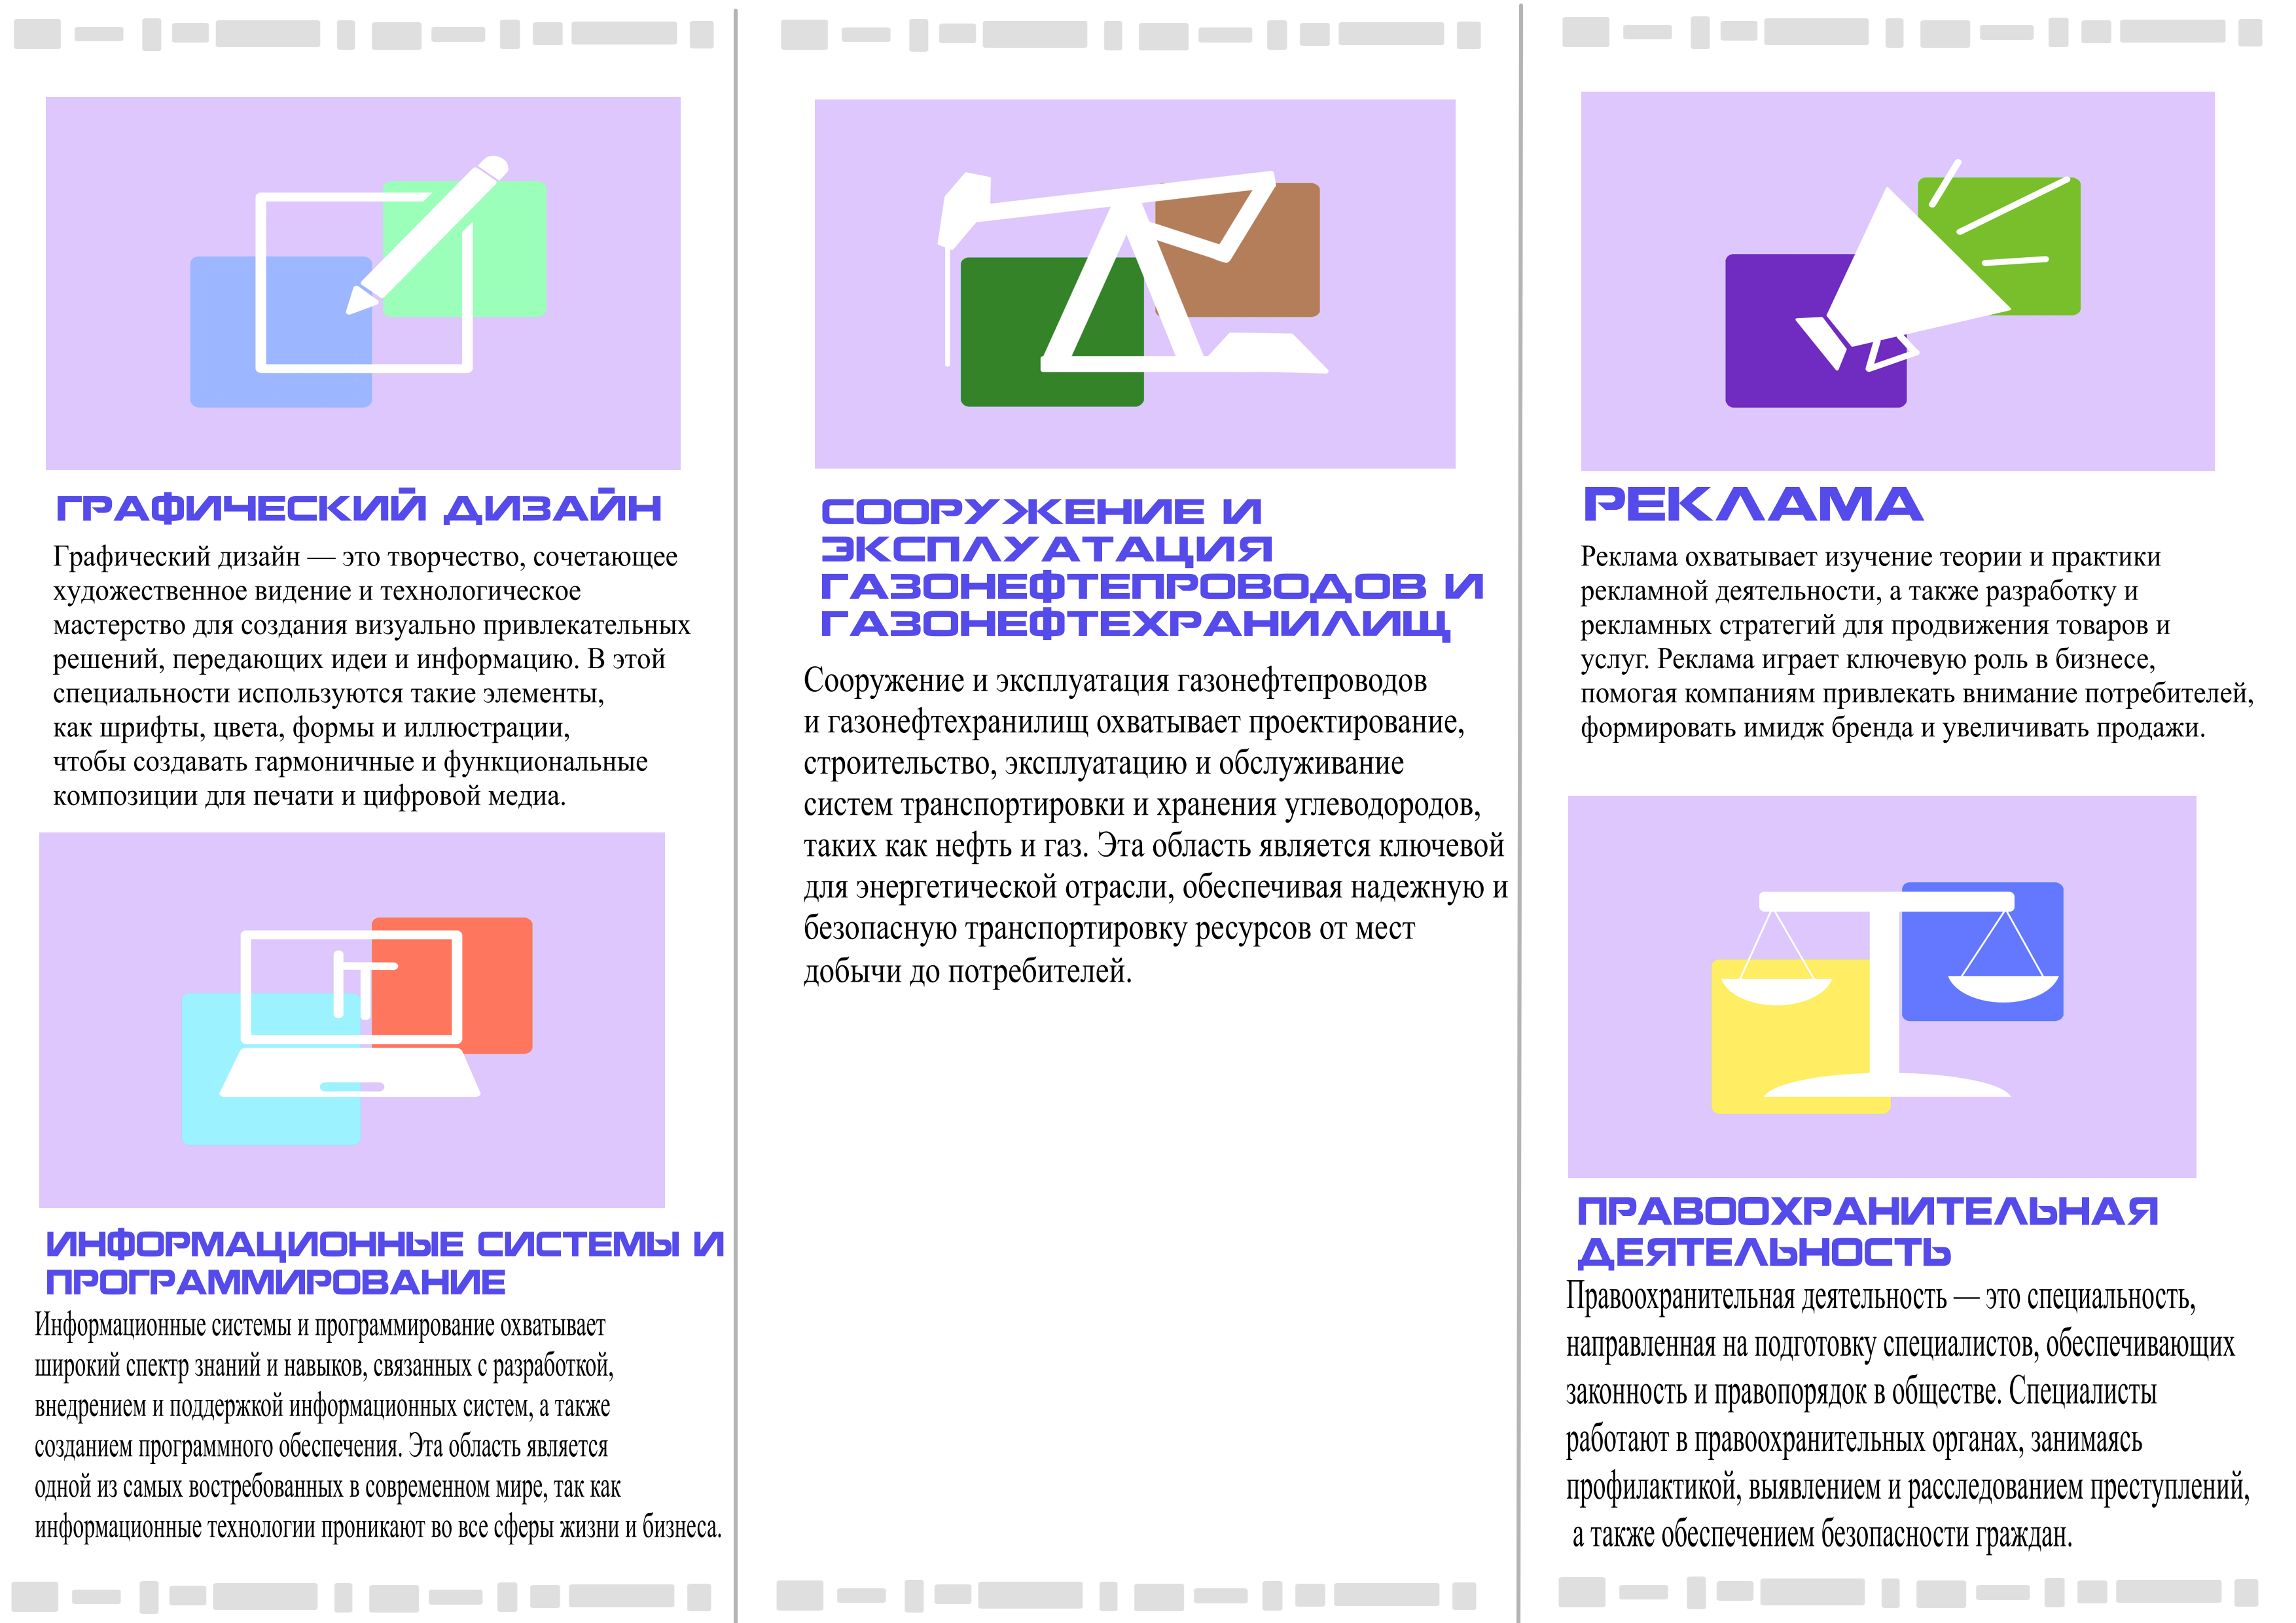 ГРАФИЧЕСКИЙ ДИЗАЙН
Графический дизайн — это творчество, сочетающее
художественное видение и технологическое
мастерство для создания визуально привлекательных
решений, передающих идеи и информацию. В этой
специальности используются такие элементы,
как шрифты, цвета, формы и иллюстрации,
чтобы создавать гармоничные и функциональные
композиции для печати и цифровой медиа.
ИНФОРМАЦИОННЫЕ СИСТЕМЫ И
ПРОГРАММИРОВАНИЕ
Информационные системы и программирование охватывает
широкий спектр знаний и навыков, связанных с разработкой,
внедрением и поддержкой информационных систем, а также
созданием программного обеспечения. Эта область является
одной из самых востребованных в современном мире, так как
информационные технологии проникают во все сферы жизни и бизнеса.
СООРУЖЕНИЕ И
ЭКСПЛУАТАЦИЯ
ГАЗОНЕФТЕПРОВОДОВ И
ГАЗОНЕФТЕХРАНИЛИЩ
Сооружение и эксплуатация газонефтепроводов
и газонефтехранилищ охватывает проектирование,
строительство, эксплуатацию и обслуживание
систем транспортировки и хранения углеводородов,
таких как нефть и газ. Эта область является ключевой
для энергетической отрасли, обеспечивая надежную и
безопасную транспортировку ресурсов от мест
добычи до потребителей.
РЕКЛАМА
Реклама охватывает изучение теории и практики
рекламной деятельности, а также разработку и
рекламных стратегий для продвижения товаров и
услуг. Реклама играет ключевую роль в бизнесе,
помогая компаниям привлекать внимание потребителей,
формировать имидж бренда и увеличивать продажи.
ПРАВООХРАНИТЕЛЬНАЯ
ДЕЯТЕЛЬНОСТЬ
Правоохранительная деятельность — это специальность,
направленная на подготовку специалистов, обеспечивающих
законность и правопорядок в обществе. Специалисты
работают в правоохранительных органах, занимаясь
профилактикой, выявлением и расследованием преступлений,
а также обеспечением безопасности граждан.